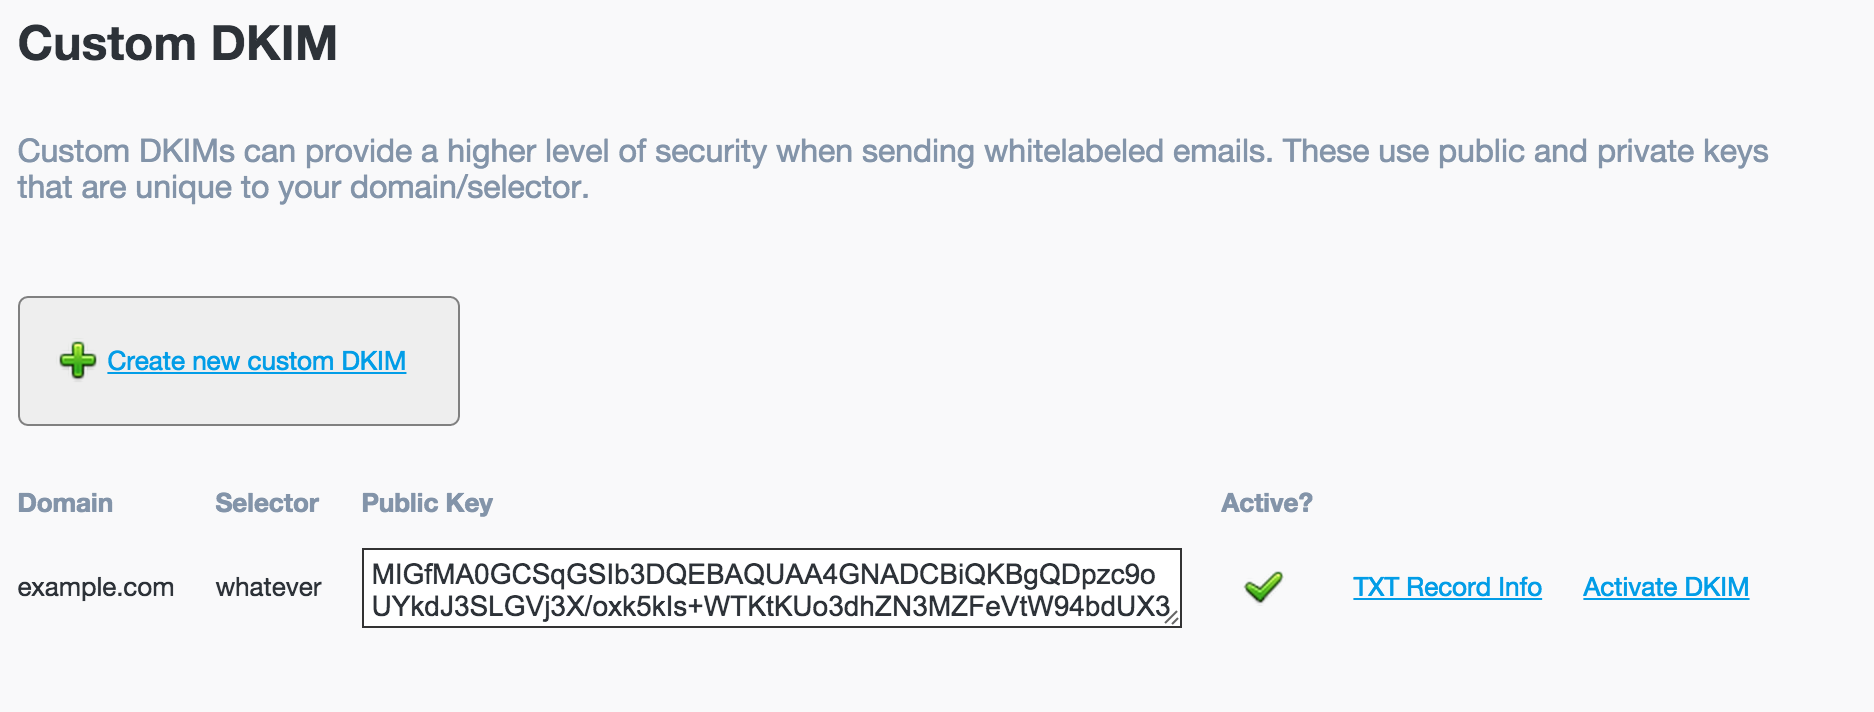 Custom DKIM
Custom DKIMs can provide a higher level of security when sending whitelabeled emails. These use public and private keys
that are unique to your domain/selector.
Create new custom DKIM
Domain Selector Public Key Active?
example.com whatever MIGfMA0GCSqGSIb3DQEBAQUAA4GNADCBiQKBgQDpzc9o
UYkdJ3SLGVj3X/oxk5kIs+WTKtKUo3dhZN3MZFeVtW94bdUX3 TXT Record Info Activate DKIM